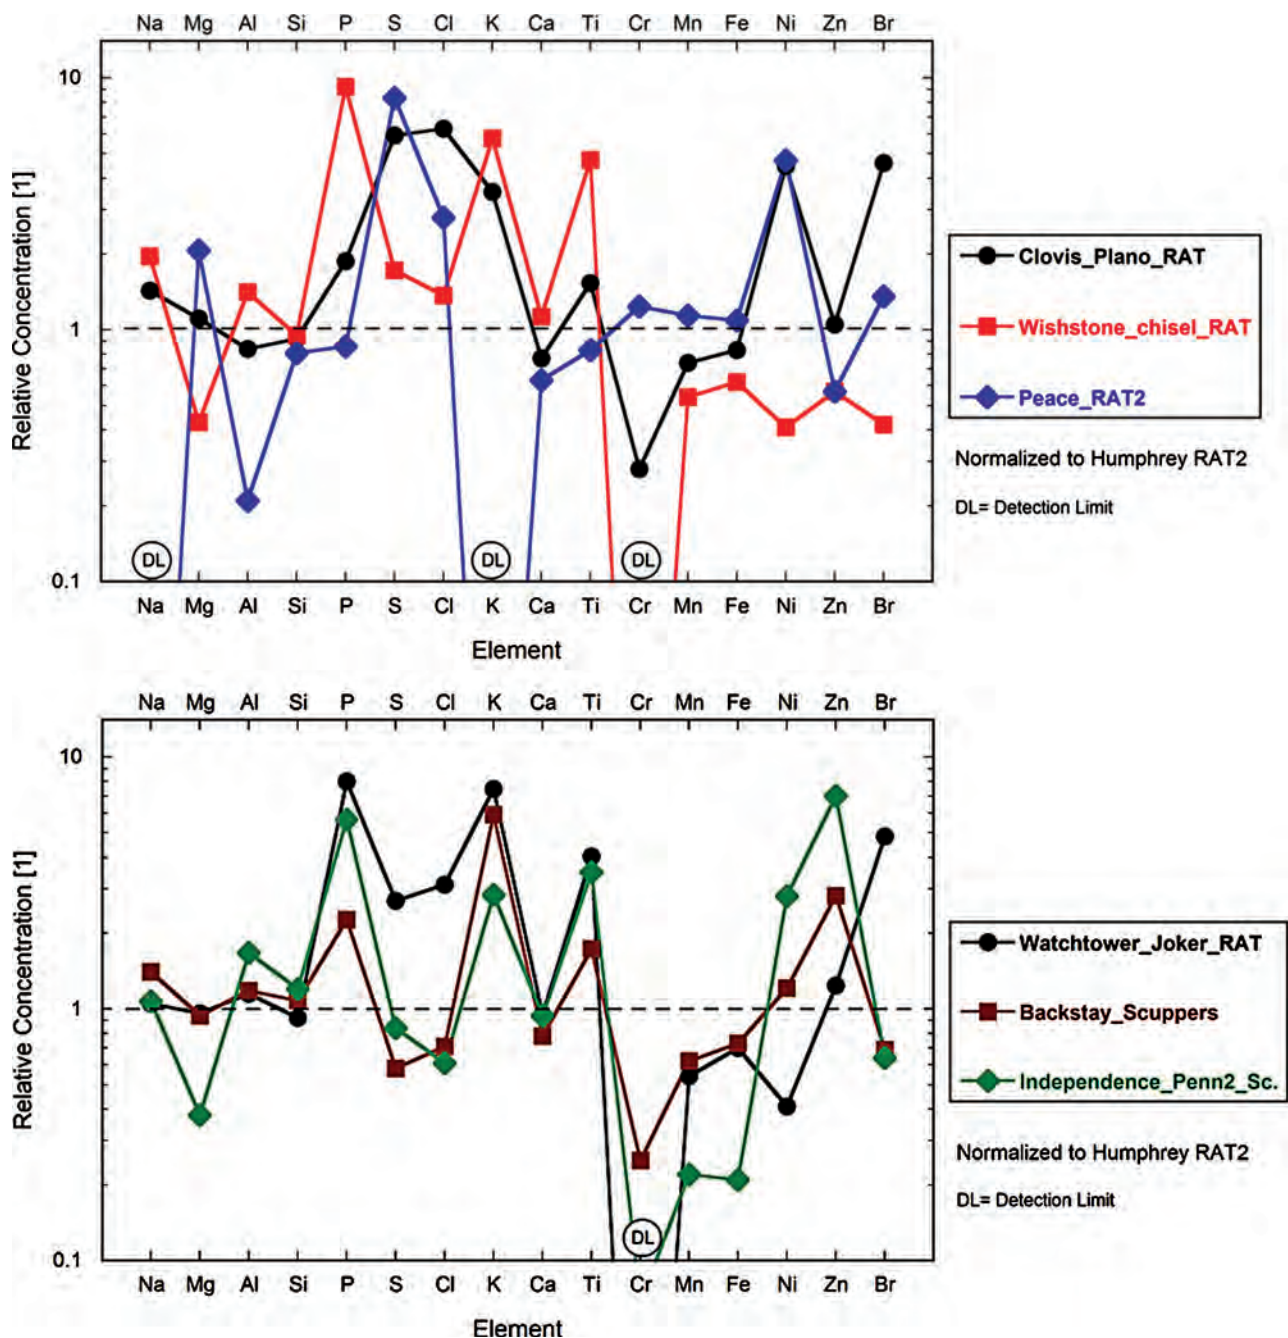 Na Mg Al Si P S Cl K Ca Ti Cr Mn Fe Ni Zn Br
10
1
0.1
Relative Concentration [1]
DL DL DL
Na Mg Al Si P S Cl K Ca Ti Cr Mn Fe Ni Zn Br
Element
Clovis_Plano_RAT
Wishstone_chisel_RAT
Peace_RAT2
Normalized to Humphrey RAT2
DL= Detection Limit
Na Mg Al Si P S Cl K Ca Ti Cr Mn Fe Ni Zn Br
10
1
0.1
Relative Concentration [1]
DL
Na Mg Al Si P S Cl K Ca Ti Cr Mn Fe Ni Zn Br
Element
Watchtower_Joker_RAT
Backstay_Scuppers
Independence_Penn2_Sc.
Normalized to Humphrey RAT2
DL= Detection Limit